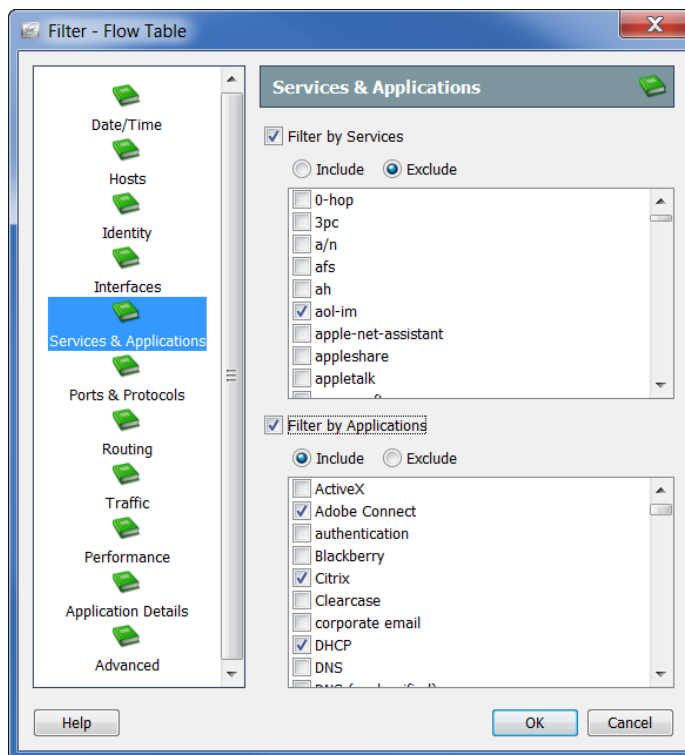 Filter - Flow Table
Date/Time
Hosts
Identity
Interfaces
Services & Applications
Ports & Protocols
Routing
Traffic
Performance
Application Details
Advanced
Services & Applications
Filter by Services
Include Exclude
0-hop
3pc
a/n
afs
ah
aol-im
apple-net-assistant
appleshare
appletalk
Filter by Applications
Include Exclude
ActiveX
Adobe Connect
authentication
Blackberry
Citrix
Clearcase
corporate email
DHCP
DNS
Help OK Cancel